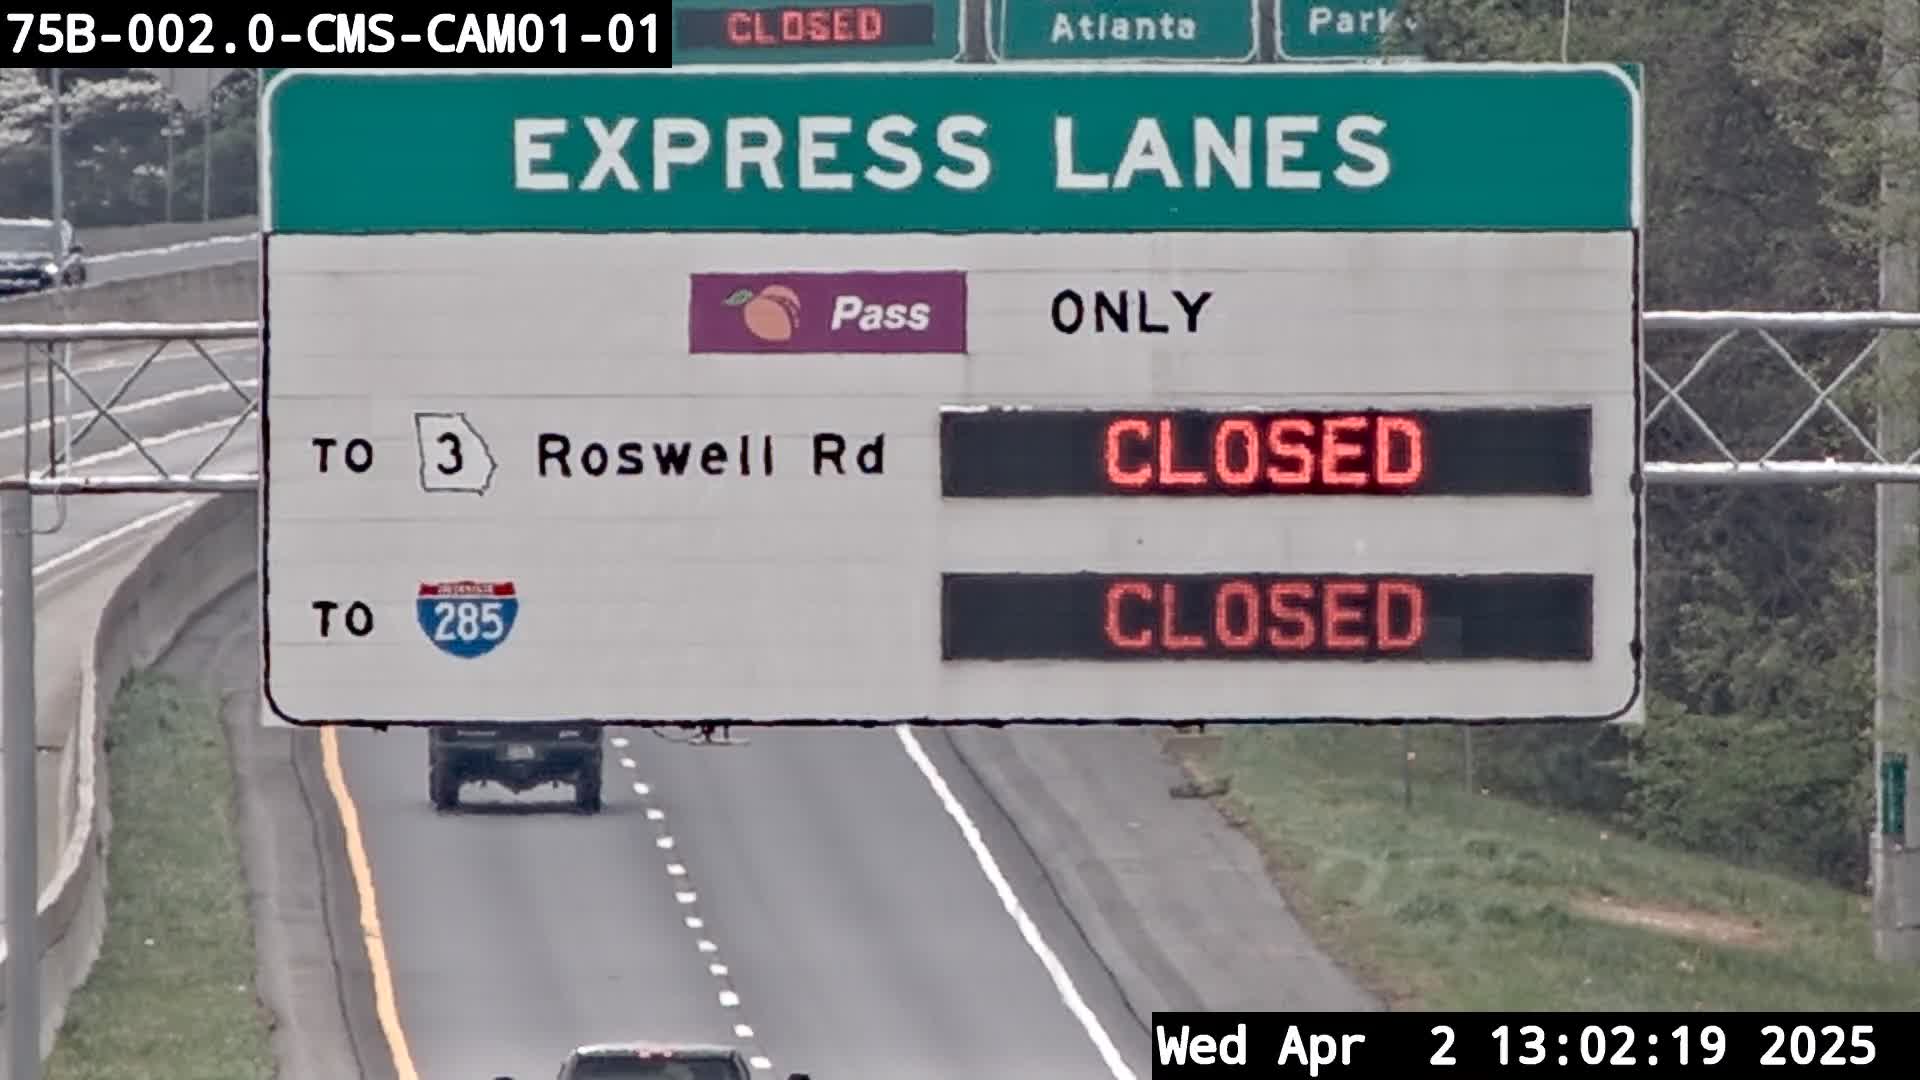 75B-002.0-CMS-CAM01-01
CLOSED
Atlanta
EXPRESS LANES
Pass ONLY
TO 3 Roswell Rd CLOSED
TO 285 CLOSED
Wed Apr 2 13:02:19 2025